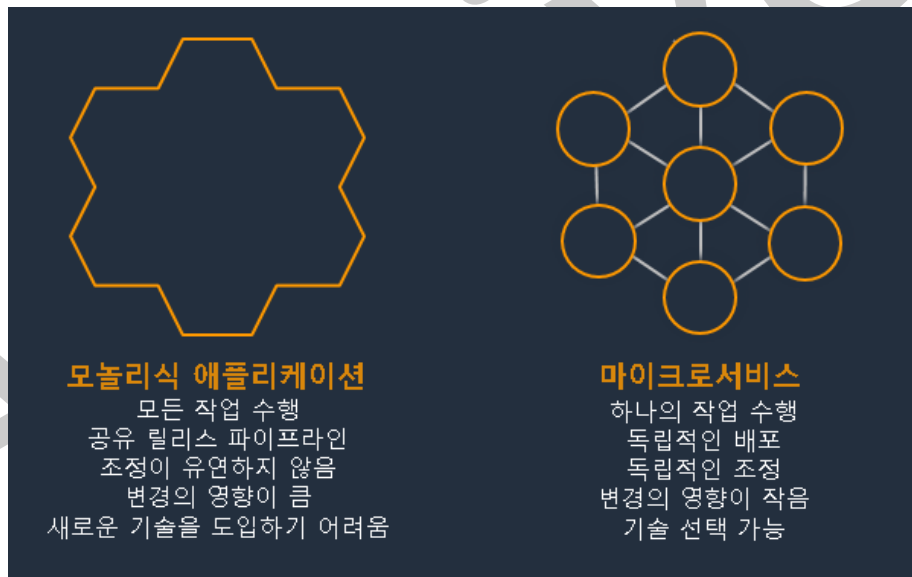 모놀리식 애플리케이션
모든 작업 수행
공유 릴리스 파이프라인
조정이 유연하지 않음
변경의 영향이 큼
새로운 기술을 도입하기 어려움
마이크로서비스
하나의 작업 수행
독립적인 배포
독립적인 조정
변경의 영향이 작음
기술 선택 가능